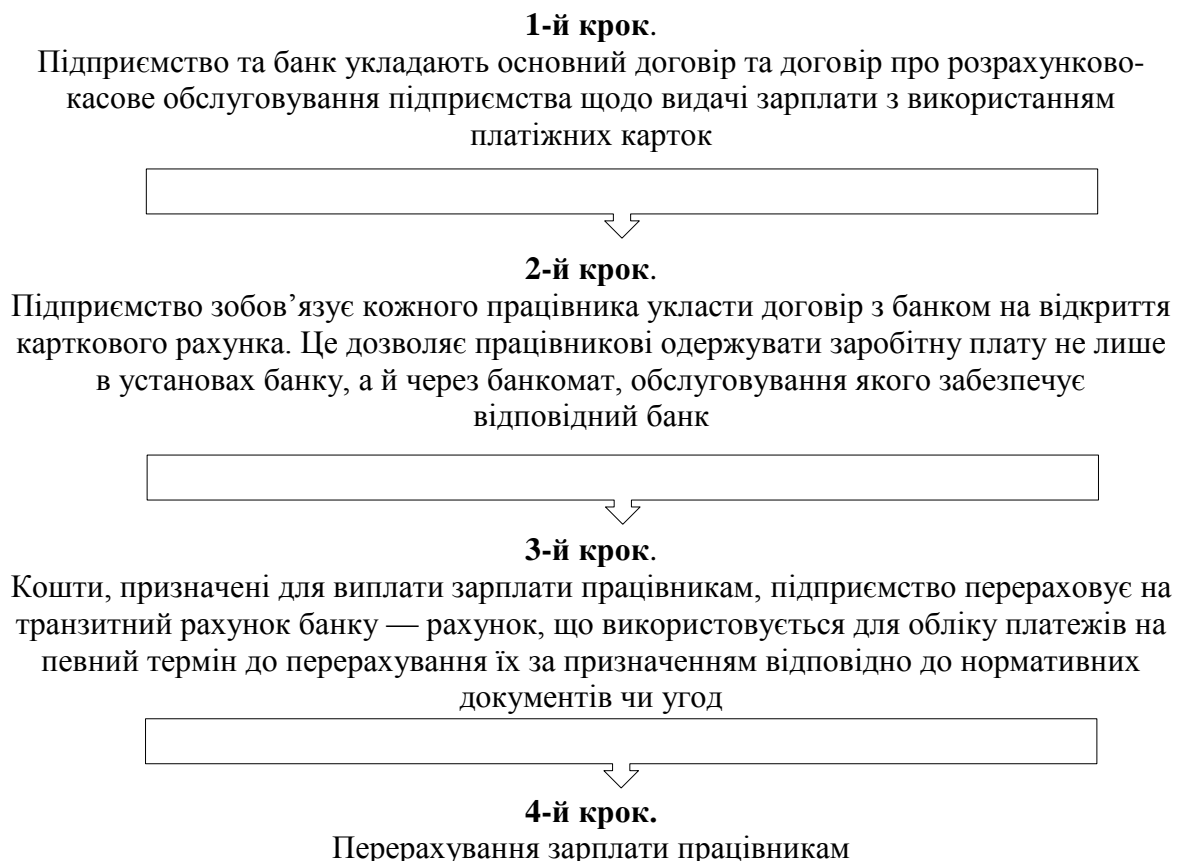 1-й крок.
Підприємство та банк укладають основний договір та договір про розрахунково-
касове обслуговування підприємства щодо видачі зарплати з використанням
платіжних карток
2-й крок.
Підприємство зобов’язує кожного працівника укласти договір з банком на відкриття
карткового рахунка. Це дозволяє працівникові одержувати заробітну плату не лише
в установах банку, а й через банкомат, обслуговування якого забезпечує
відповідний банк
3-й крок.
Кошти, призначені для виплати зарплати працівникам, підприємство перераховує на
транзитний рахунок банку — рахунок, що використовується для обліку платежів на
певний термін до перерахування їх за призначенням відповідно до нормативних
документів чи угод
4-й крок.
Перерахування зарплати працівникам